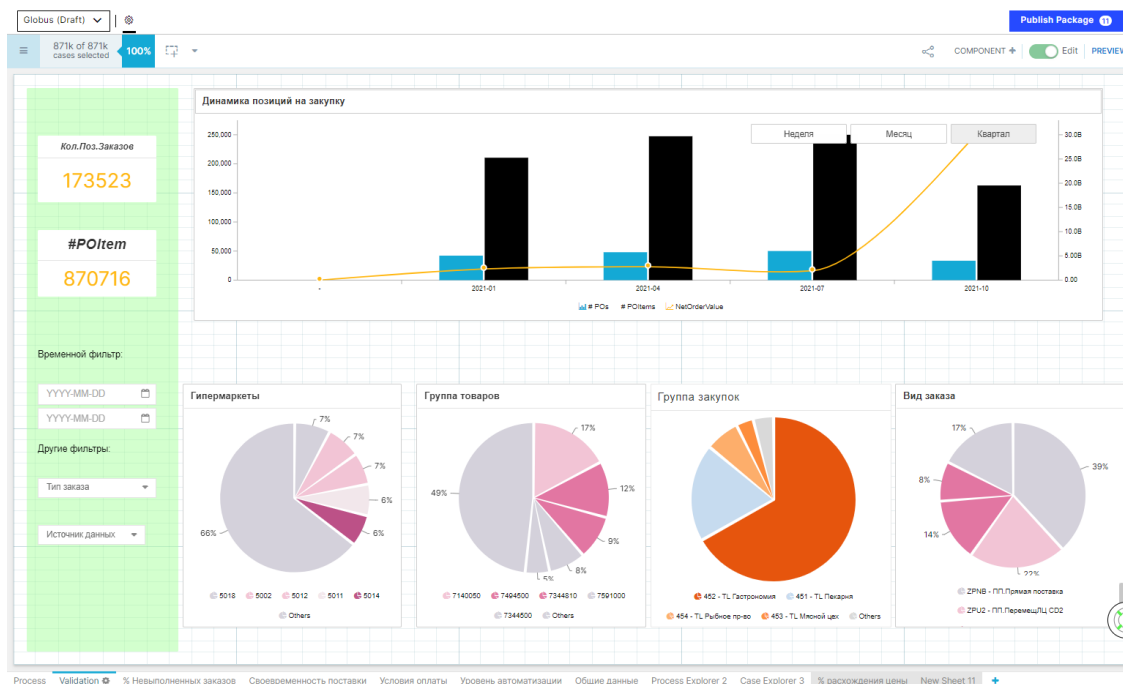 Globus (Draft)
Publish Package 11
871k of 871k
cases selected
100%
COMPONENT +
Edit
PREVIEW
Динамика позиций на закупку
Кол.Поз.Заказов
173523
#POItem
870716
Неделя
Месяц
Квартал
250,000
200,000
150,000
100,000
50,000
0
30.0B
25.0B
20.0B
15.0B
10.0B
5.00B
0.00
-
2021-01
2021-04
2021-07
2021-10
# POs
# POItems
NetOrderValue
Временной фильтр:
YYYY-MM-DD
YYYY-MM-DD
Другие фильтры:
Тип заказа
Источник данных
Гипермаркеты
7%
7%
7%
6%
6%
66%
5018
5002
5012
5011
5014
Others
Группа товаров
17%
12%
9%
8%
5%
49%
7140050
7494500
7344810
7591000
7344500
Others
Группа закупок
452 - TL Гастрономия
451 - TL Пекарня
454 - TL Рыбное пр-во
453 - TL Мясной цех
Others
Вид заказа
17%
39%
8%
14%
22%
ZPNB - ПП.Прямая поставка
ZPU2 - ПП.ПеремещЛЦ CD2
Process
Validation
% Невыполненных заказов
Своевременность поставки
Условия оплаты
Уровень автоматизации
Общие данные
Process Explorer 2
Case Explorer 3
% расхождения цены
New Sheet 11
+